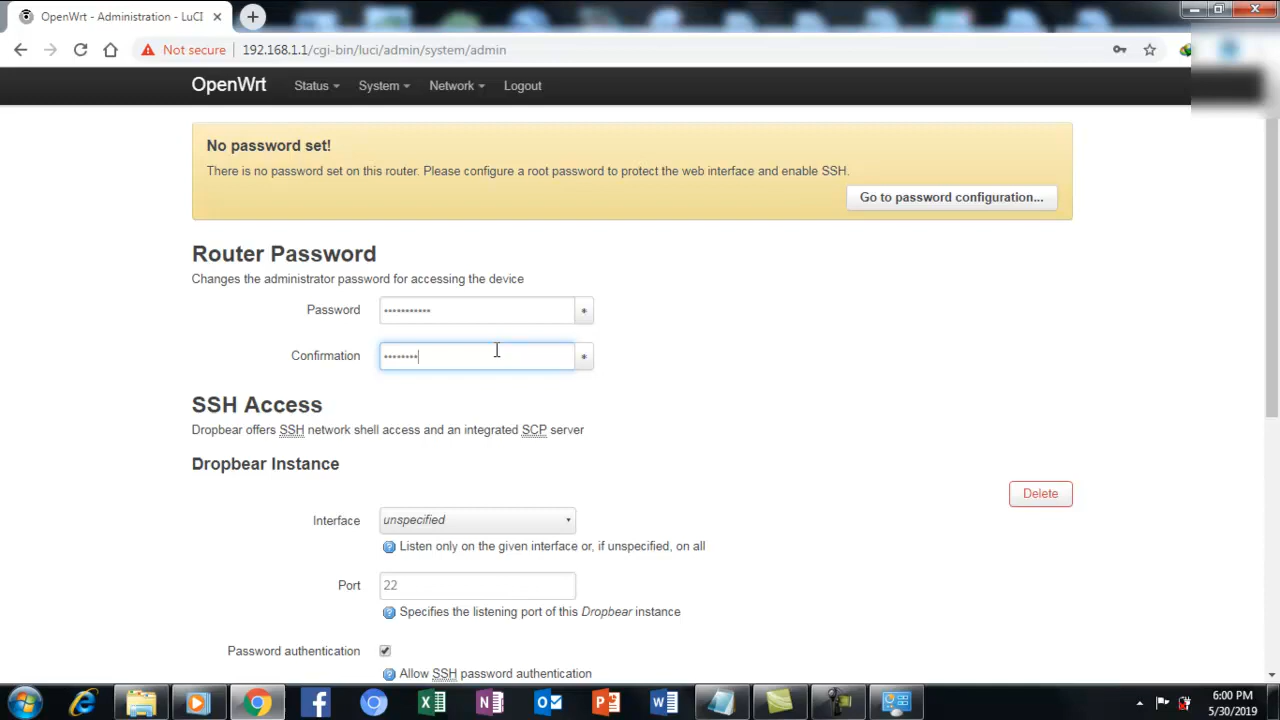 OpenWrt - Administration - LuCI
Not secure 192.168.1.1/cgi-bin/luci/admin/system/admin
OpenWrt Status System Network Logout
No password set!
There is no password set on this router. Please configure a root password to protect the web interface and enable SSH.
Go to password configuration...
Router Password
Changes the administrator password for accessing the device
Password ••••••••••• *
Confirmation •••••••• *
SSH Access
Dropbear offers SSH network shell access and an integrated SCP server
Dropbear Instance
Delete
Interface unspecified
Listen only on the given interface or, if unspecified, on all
Port 22
Specifies the listening port of this Dropbear instance
Password authentication
Allow SSH password authentication
6:00 PM
5/30/2019